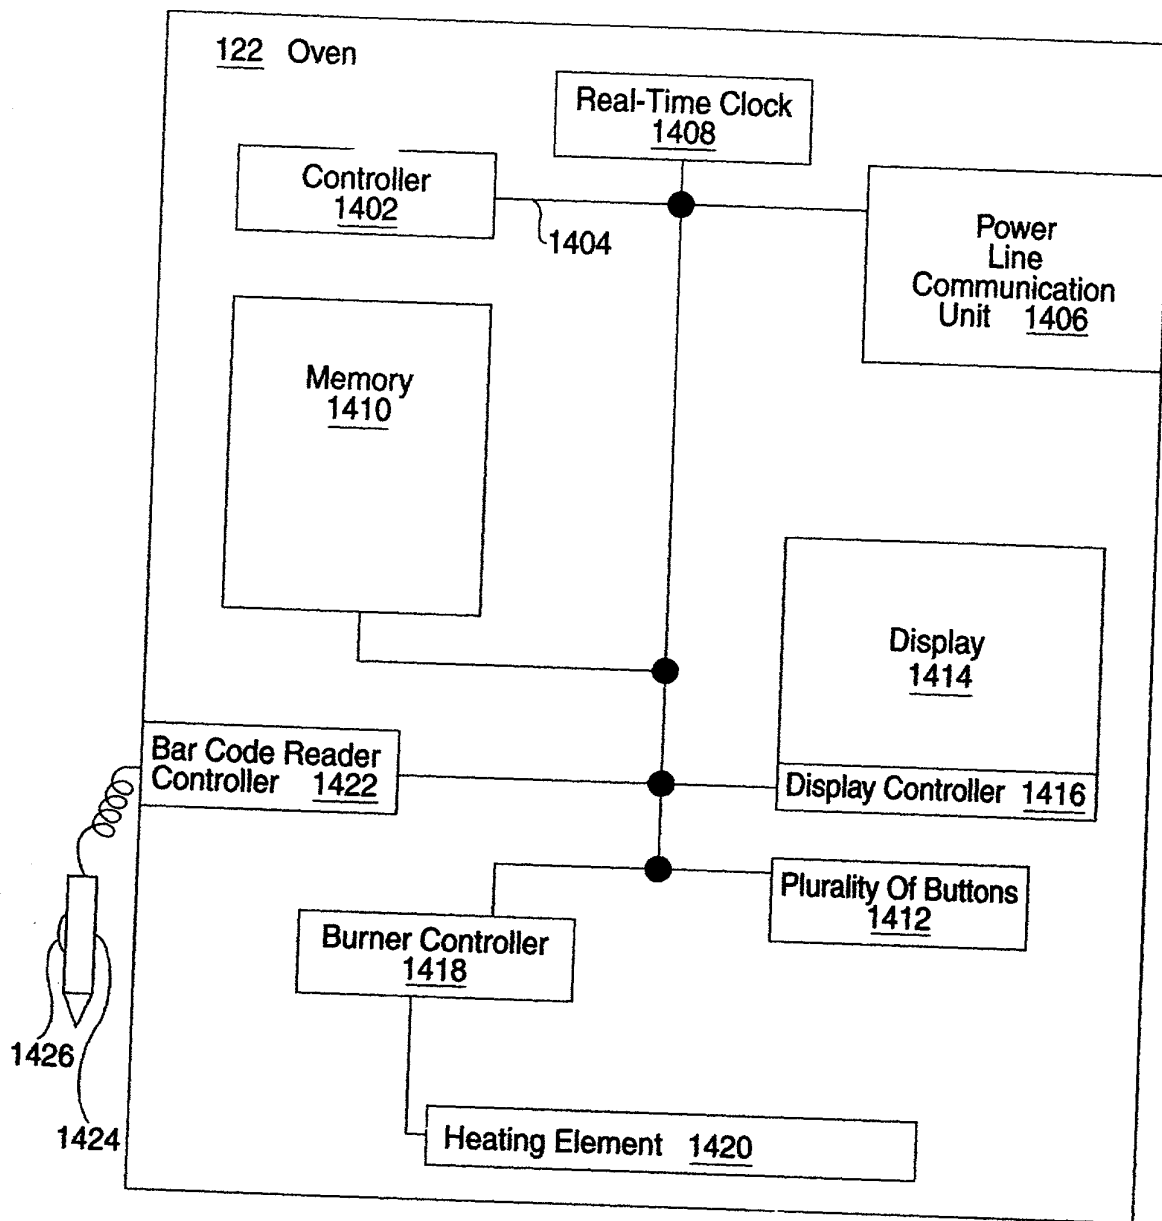 122 Oven
Real-Time Clock
1408
Controller
1402
1404
Power
Line
Communication
Unit 1406
Memory
1410
Display
1414
Bar Code Reader
Controller 1422
Display Controller 1416
Plurality Of Buttons
1412
Burner Controller
1418
1426
1424
Heating Element 1420